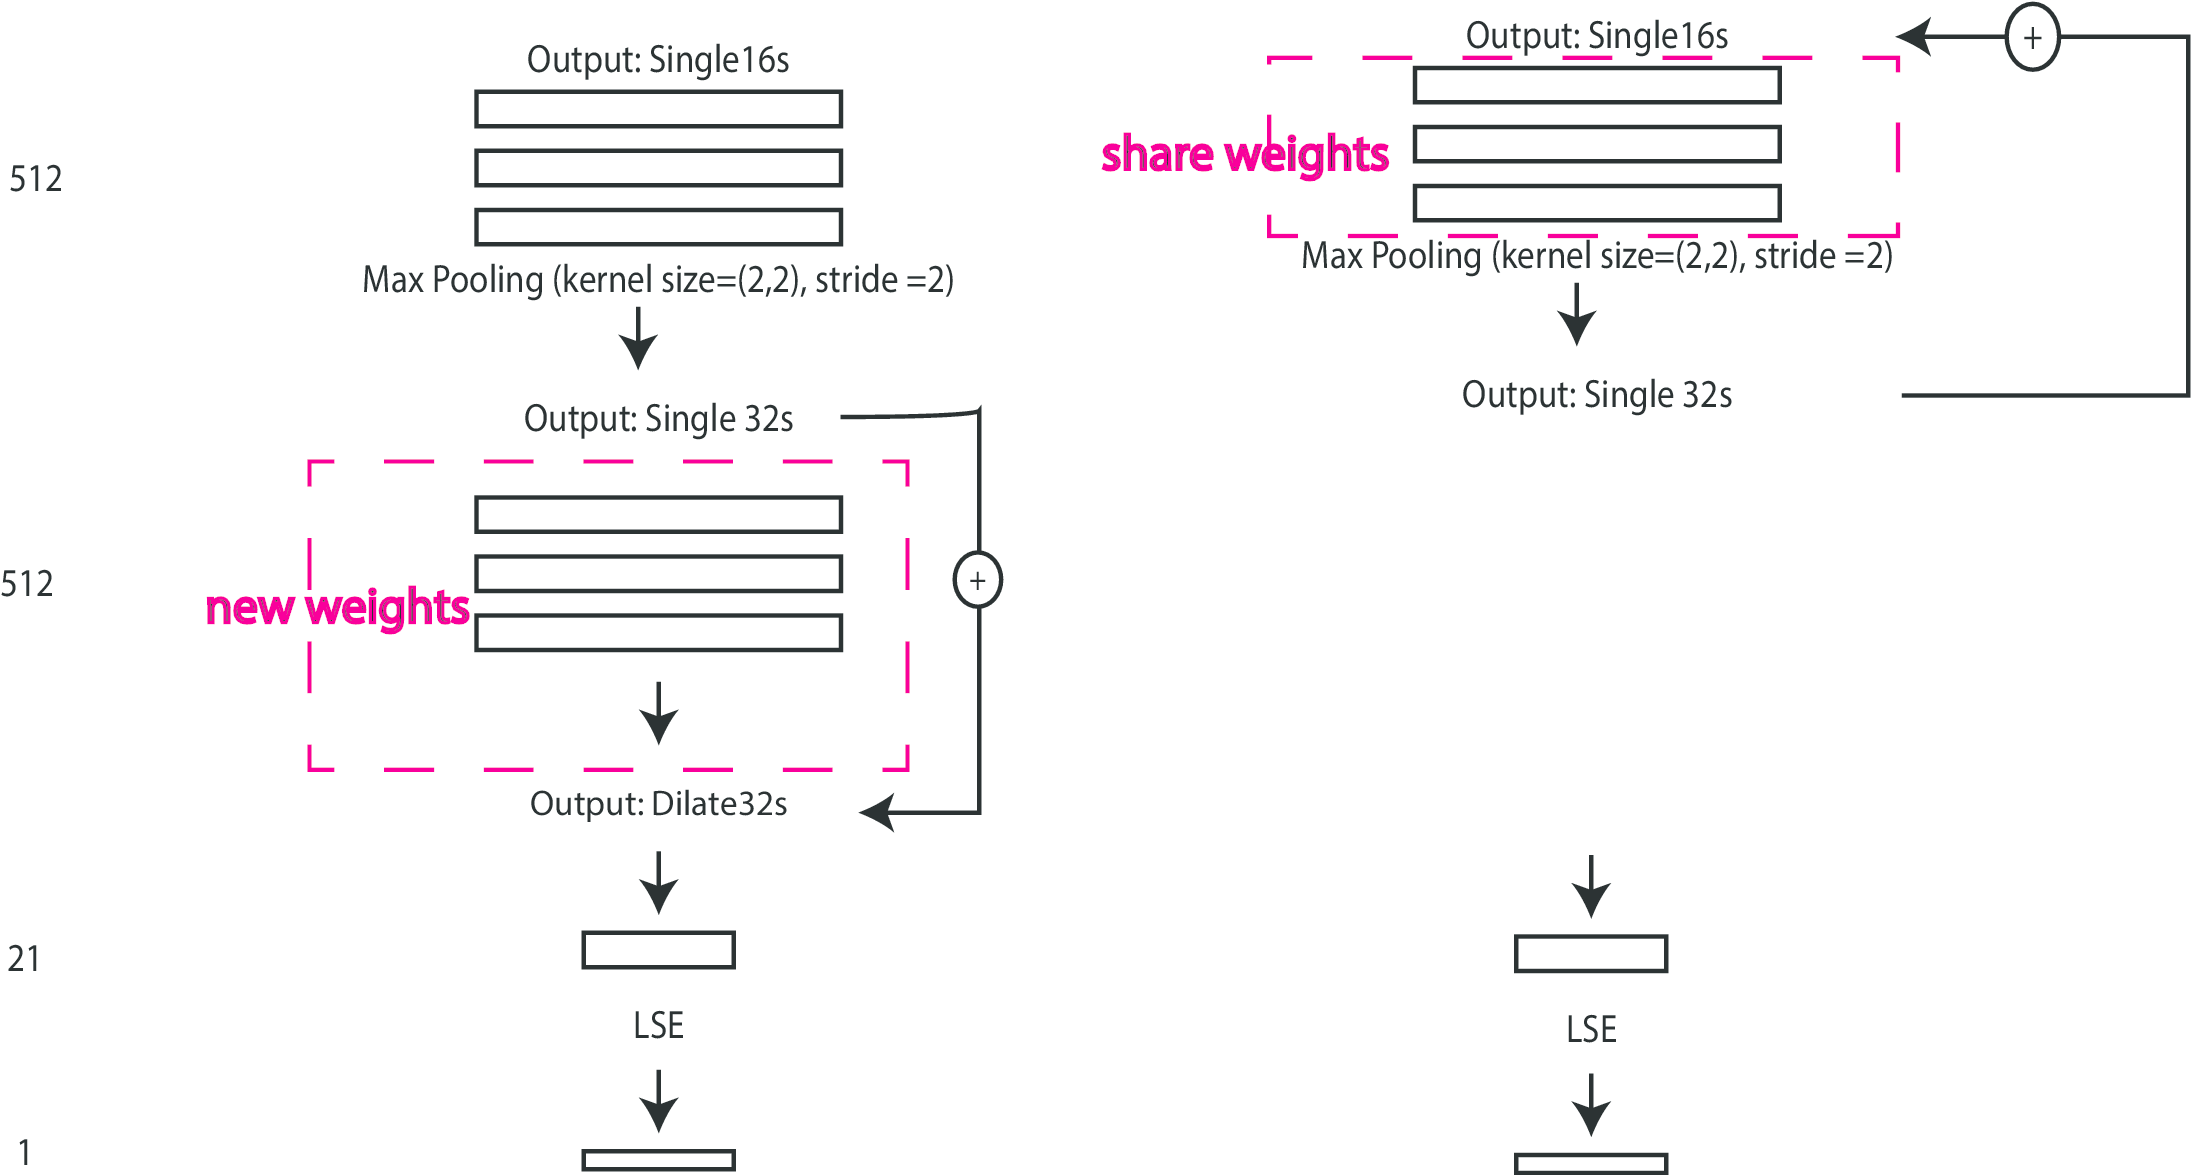 Output: Single16s
512
Max Pooling (kernel size=(2,2), stride =2)
Output: Single 32s
512
new weights
+
Output: Dilate32s
21
LSE
1
Output: Single16s
+
share weights
Max Pooling (kernel size=(2,2), stride =2)
Output: Single 32s
LSE